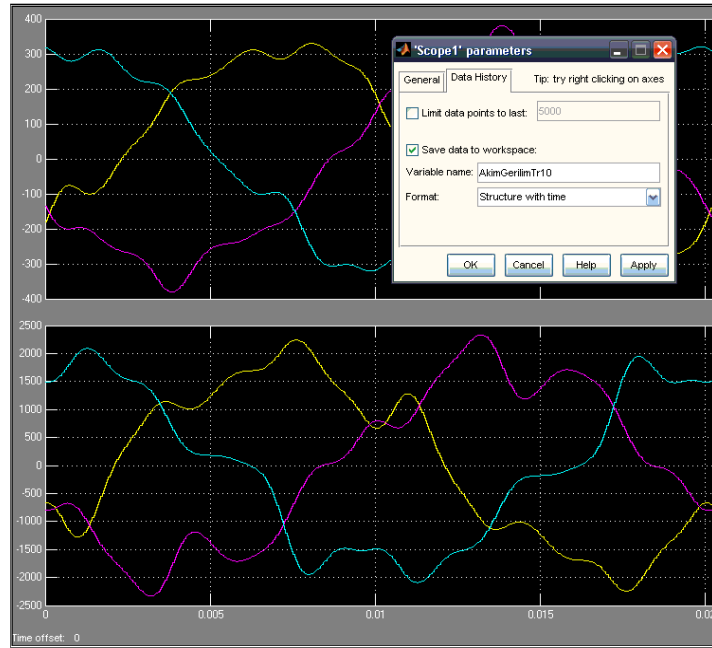 400
300
200
100
0
-100
-200
-300
-400
'Scope1' parameters
General Data History Tip: try right clicking on axes
Limit data points to last: 5000
Save data to workspace:
Variable name: AkimGerilimTr10
Format: Structure with time
OK Cancel Help Apply
2500
2000
1500
1000
500
0
-500
-1000
-1500
-2000
-2500
0 0.005 0.01 0.015 0.02
Time offset: 0